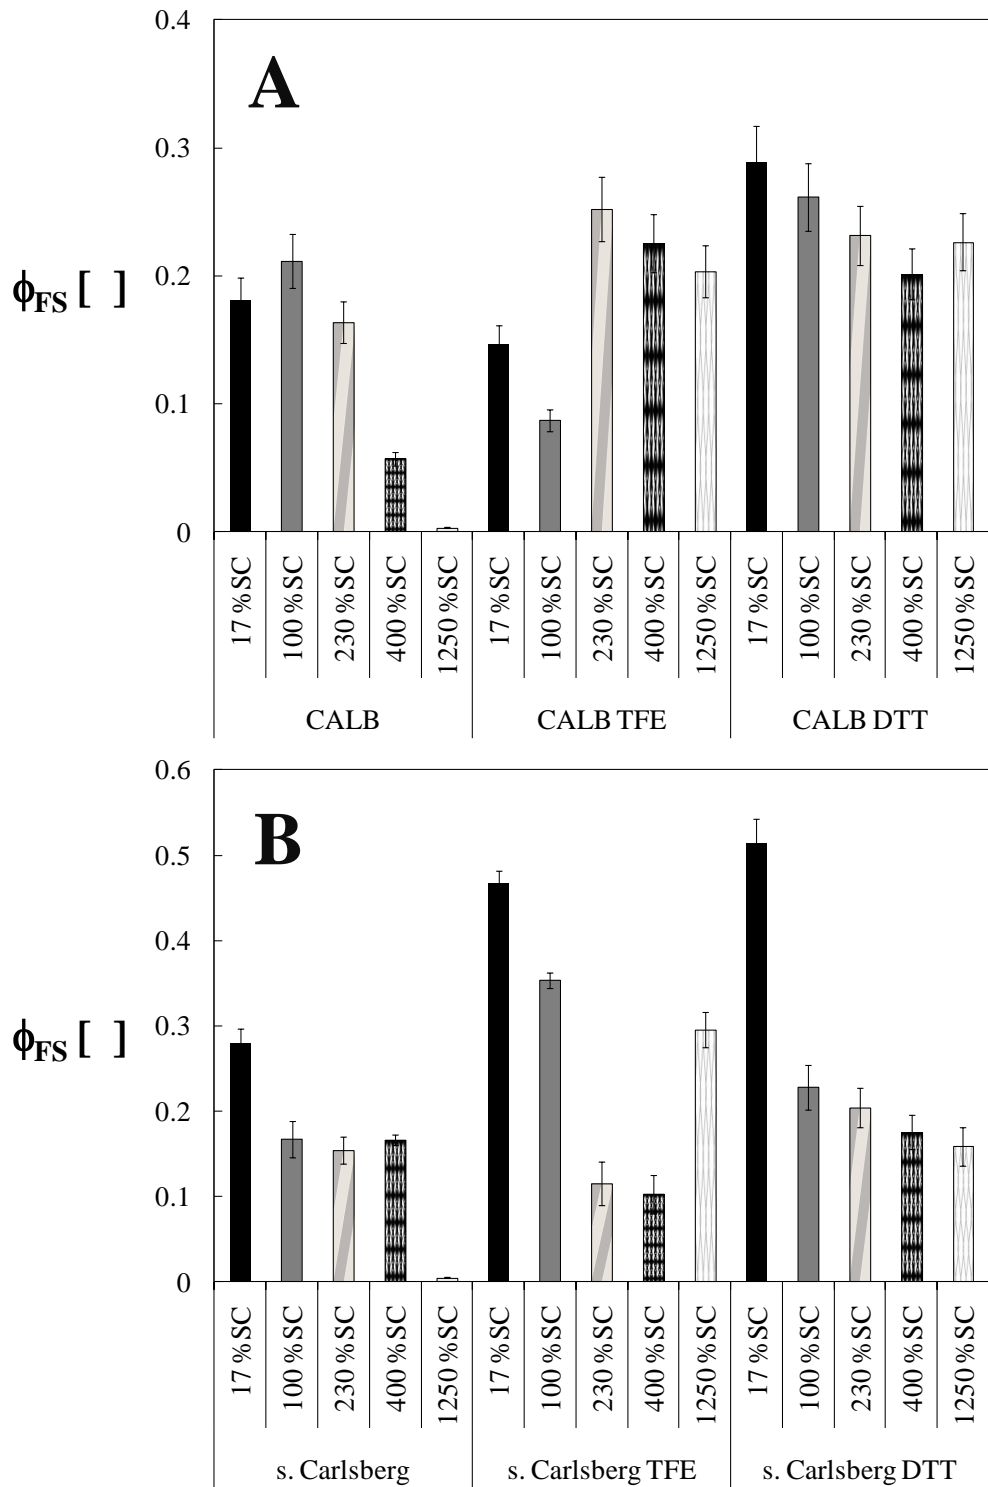 0.4
A
0.3
0.2
ϕFS [ ]
0.1
0
17 %SC 100 %SC 230 %SC 400 %SC 1250 %SC 17 %SC 100 %SC 230 %SC 400 %SC 1250 %SC 17 %SC 100 %SC 230 %SC 400 %SC 1250 %SC
CALB CALB TFE CALB DTT
0.6
B
0.5
0.4
0.3
ϕFS [ ]
0.2
0.1
0
17 %SC 100 %SC 230 %SC 400 %SC 1250 %SC 17 %SC 100 %SC 230 %SC 400 %SC 1250 %SC 17 %SC 100 %SC 230 %SC 400 %SC 1250 %SC
s. Carlsberg s. Carlsberg TFE s. Carlsberg DTT